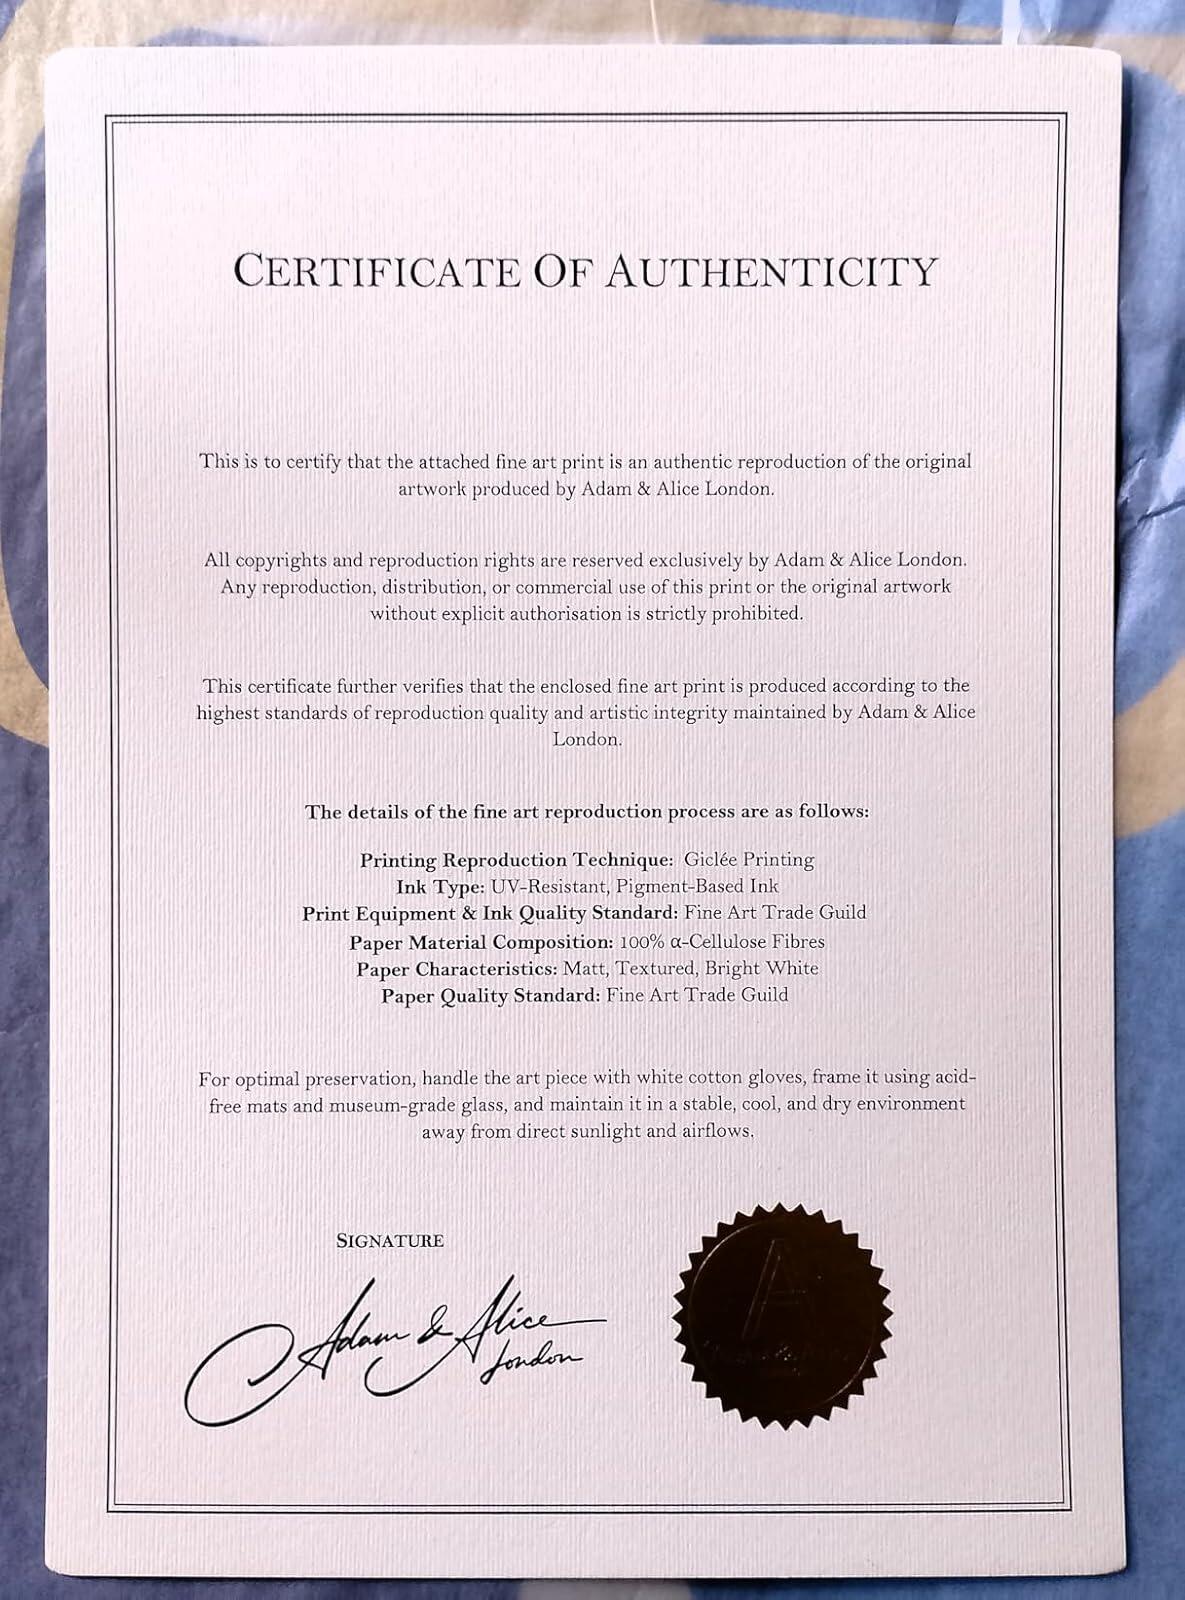 CERTIFICATE OF AUTHENTICITY
This is to certify that the attached fine art print is an authentic reproduction of the original
artwork produced by Adam & Alice London.
All copyrights and reproduction rights are reserved exclusively by Adam & Alice London.
Any reproduction, distribution, or commercial use of this print or the original artwork
without explicit authorisation is strictly prohibited.
This certificate further verifies that the enclosed fine art print is produced according to the
highest standards of reproduction quality and artistic integrity maintained by Adam & Alice
London.
The details of the fine art reproduction process are as follows:
Printing Reproduction Technique: Giclée Printing
Ink Type: UV-Resistant, Pigment-Based Ink
Print Equipment & Ink Quality Standard: Fine Art Trade Guild
Paper Material Composition: 100% α-Cellulose Fibres
Paper Characteristics: Matt, Textured, Bright White
Paper Quality Standard: Fine Art Trade Guild
For optimal preservation, handle the art piece with white cotton gloves, frame it using acid-
free mats and museum-grade glass, and maintain it in a stable, cool, and dry environment
away from direct sunlight and airflows.
SIGNATURE
Adam & Alice
London
A